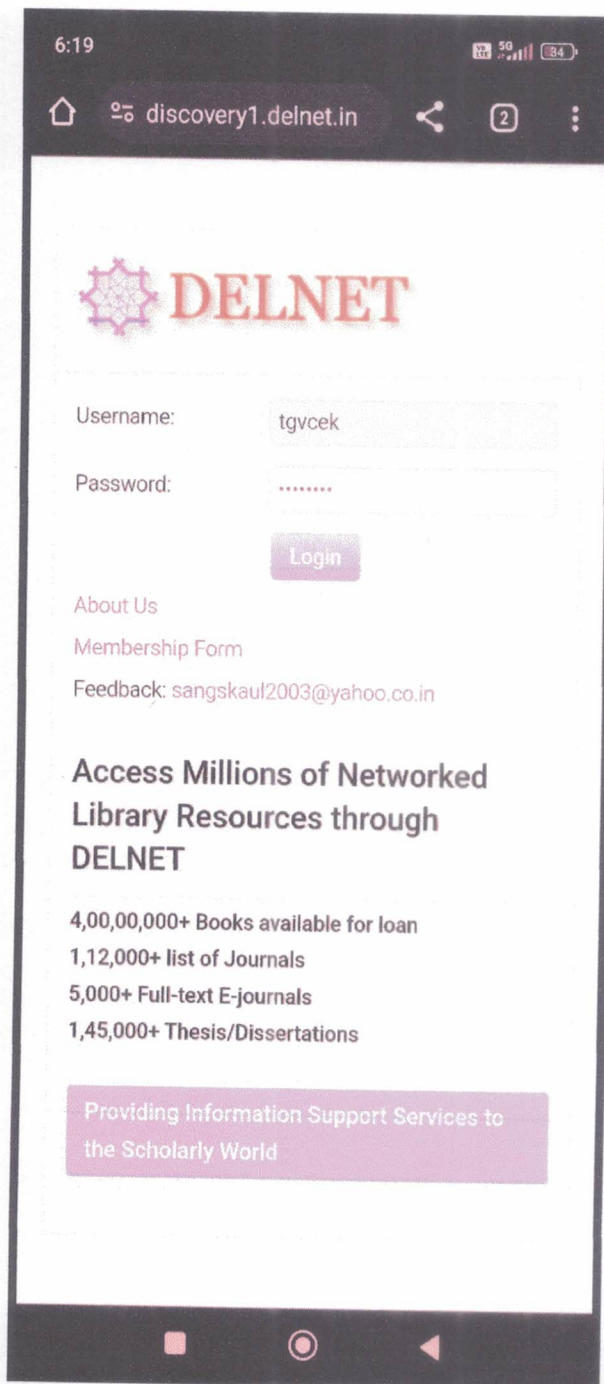 6:19
Vo LTE 5G 34
discovery1.delnet.in 2
DELNET
Username: tgvcek
Password: ········
Login
About Us
Membership Form
Feedback: sangskaul2003@yahoo.co.in
Access Millions of Networked
Library Resources through
DELNET
4,00,00,000+ Books available for loan
1,12,000+ list of Journals
5,000+ Full-text E-journals
1,45,000+ Thesis/Dissertations
Providing Information Support Services to
the Scholarly World